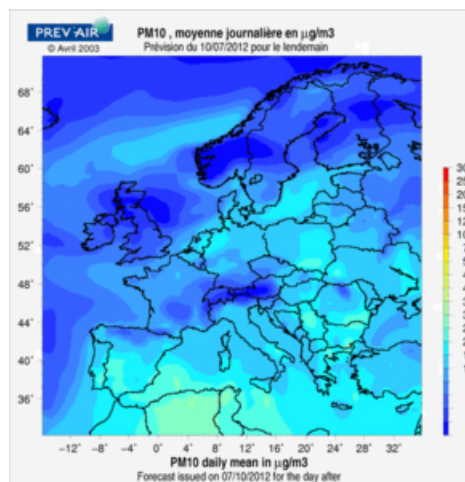 PREV'AIR
© Avril 2003
PM10 , moyenne journalière en µg/m3
Prévision du 10/07/2012 pour le lendemain
68°
64°
60°
56°
52°
48°
44°
40°
36°
−12° −8° −4° 0° 4° 8° 12° 16° 20° 24° 28° 32°
PM10 daily mean in µg/m3
Forecast issued on 07/10/2012 for the day after